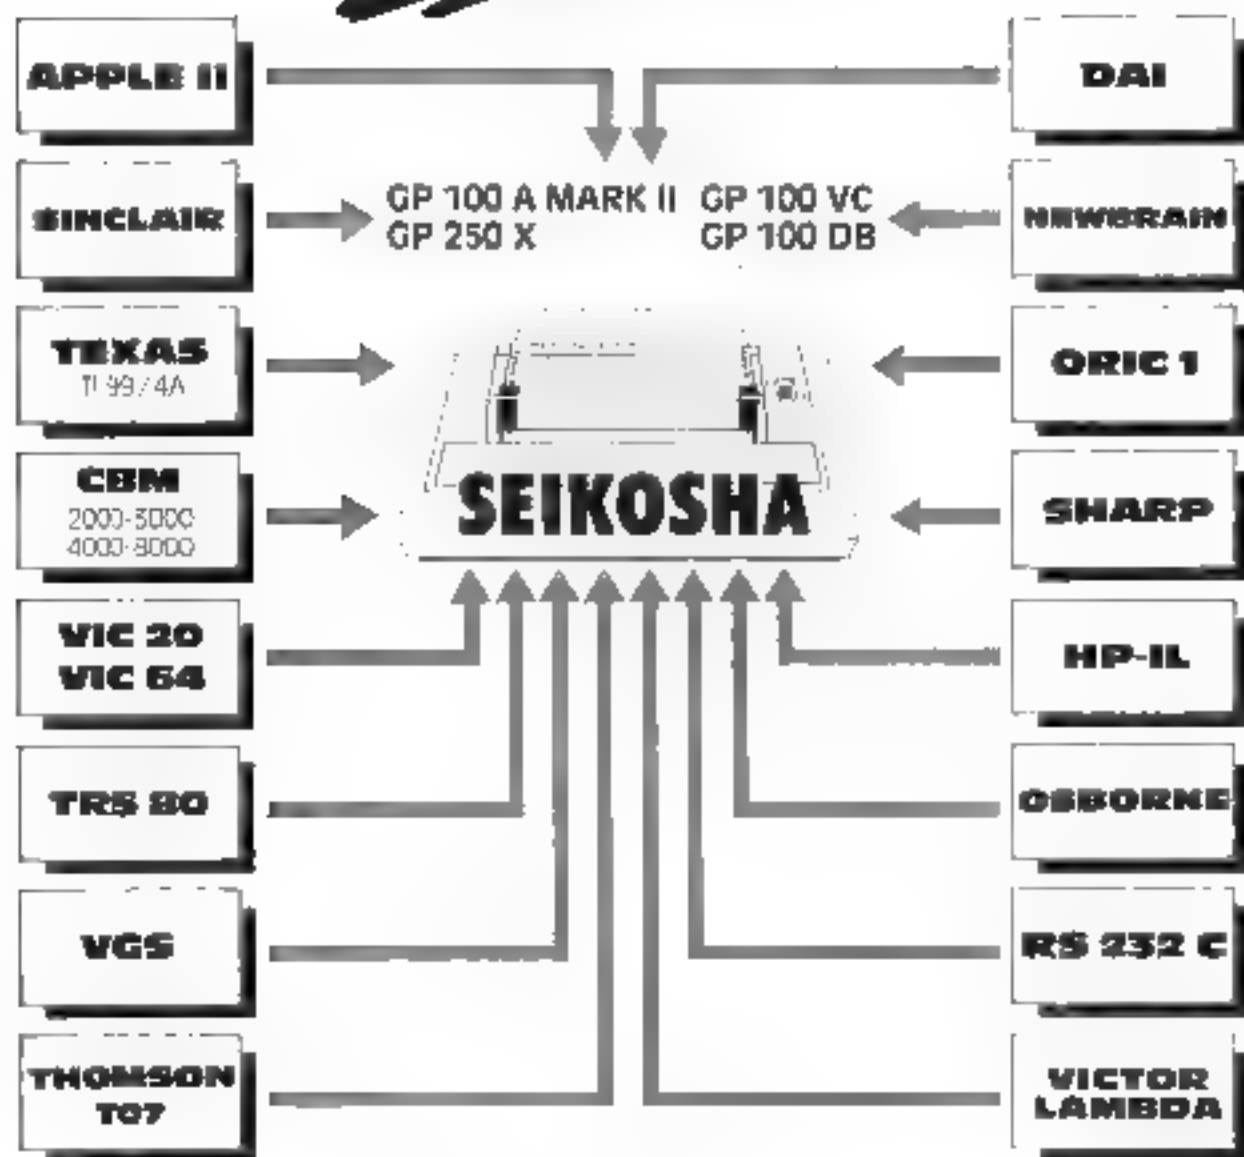 APPLE II
SINCLAIR
TEXAS
TI 99/4A
CBM
2000-3000
4000-8000
VIC 20
VIC 64
TRS 80
VGS
THOMSON
TO7
GP 100 A MARK II GP 100 VC
GP 250 X GP 100 DB
SEIKOSHA
DAI
NEWBRAIN
ORIC 1
SHARP
HP-IL
OSBORNE
RS 232 C
VICTOR
LAMBDA